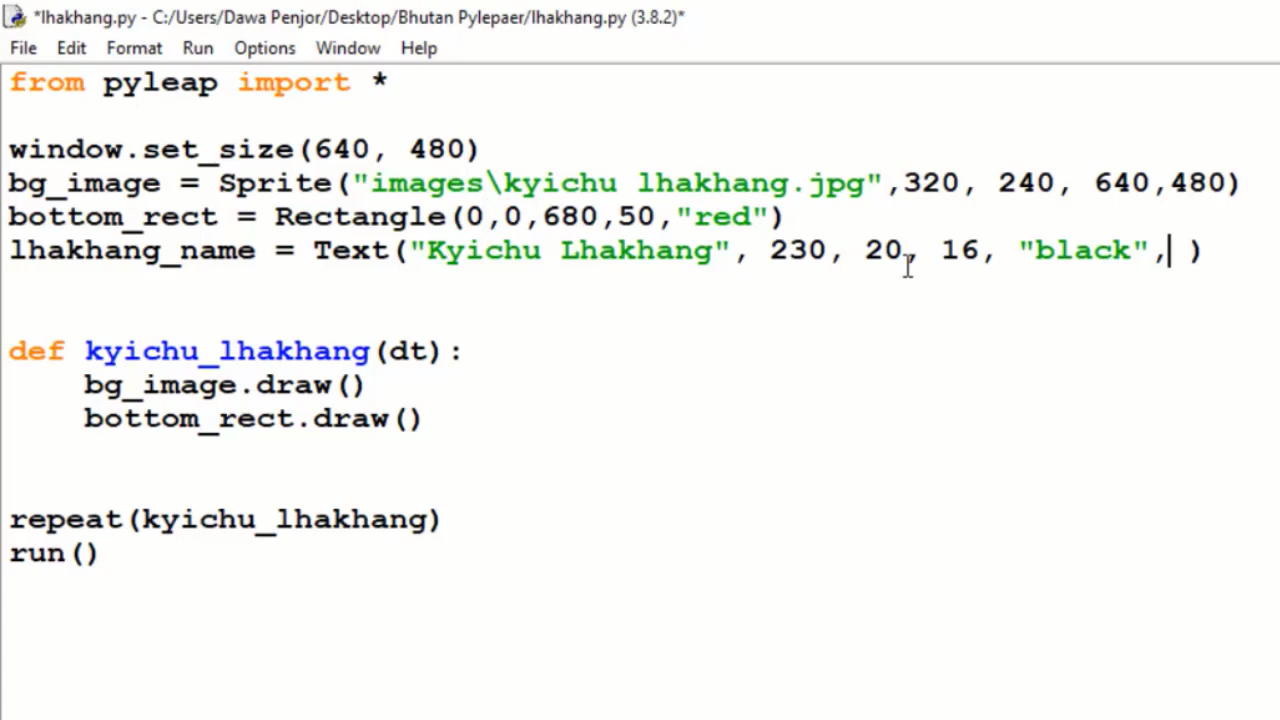 *lhakhang.py - C:/Users/Dawa Penjor/Desktop/Bhutan Pylepaer/lhakhang.py (3.8.2)*
File Edit Format Run Options Window Help
from pyleap import *
window.set_size(640, 480)
bg_image = Sprite("images\kyichu lhakhang.jpg",320, 240, 640,480)
bottom_rect = Rectangle(0,0,680,50,"red")
lhakhang_name = Text("Kyichu Lhakhang", 230, 20, 16, "black", )
def kyichu_lhakhang(dt):
    bg_image.draw()
    bottom_rect.draw()
repeat(kyichu_lhakhang)
run()